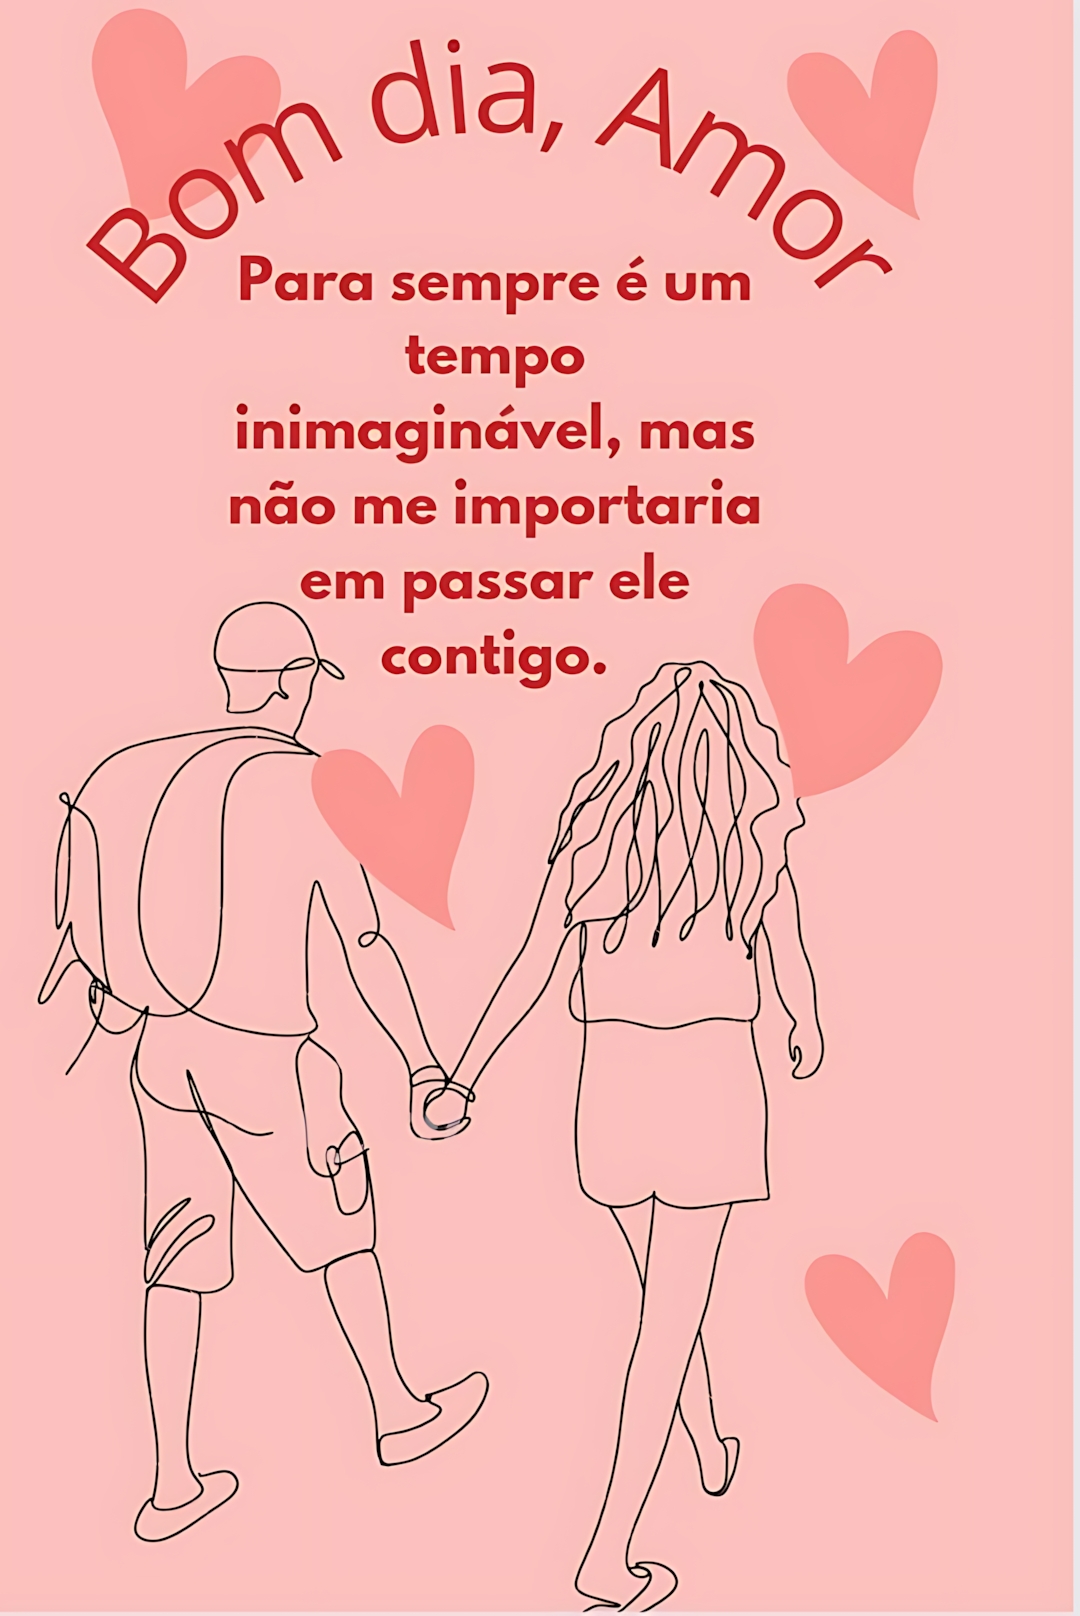 Bom dia, Amor
Para sempre é um
tempo
inimaginável, mas
não me importaria
em passar ele
contigo.